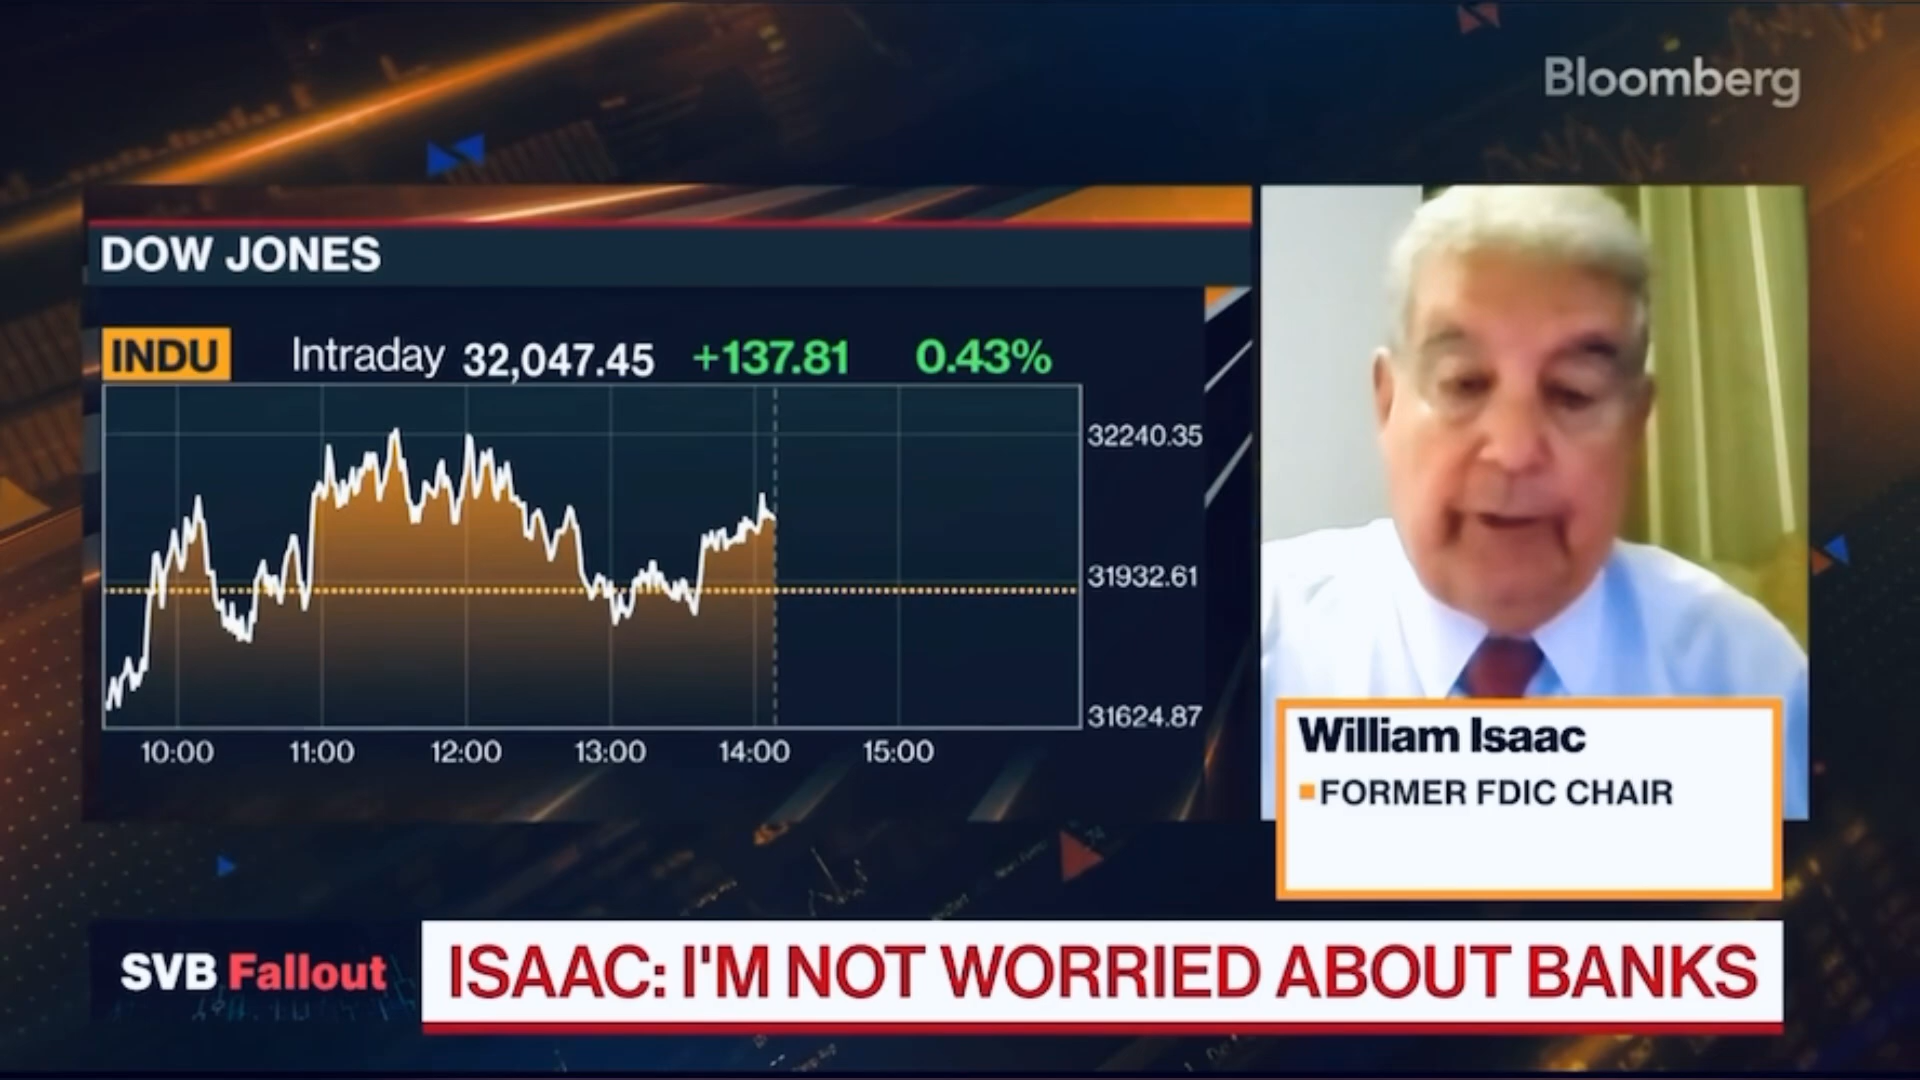 Bloomberg
DOW JONES
INDU Intraday 32,047.45 +137.81 0.43%
32240.35
31932.61
31624.87
10:00 11:00 12:00 13:00 14:00 15:00
William Isaac
FORMER FDIC CHAIR
SVB Fallout
ISAAC: I'M NOT WORRIED ABOUT BANKS